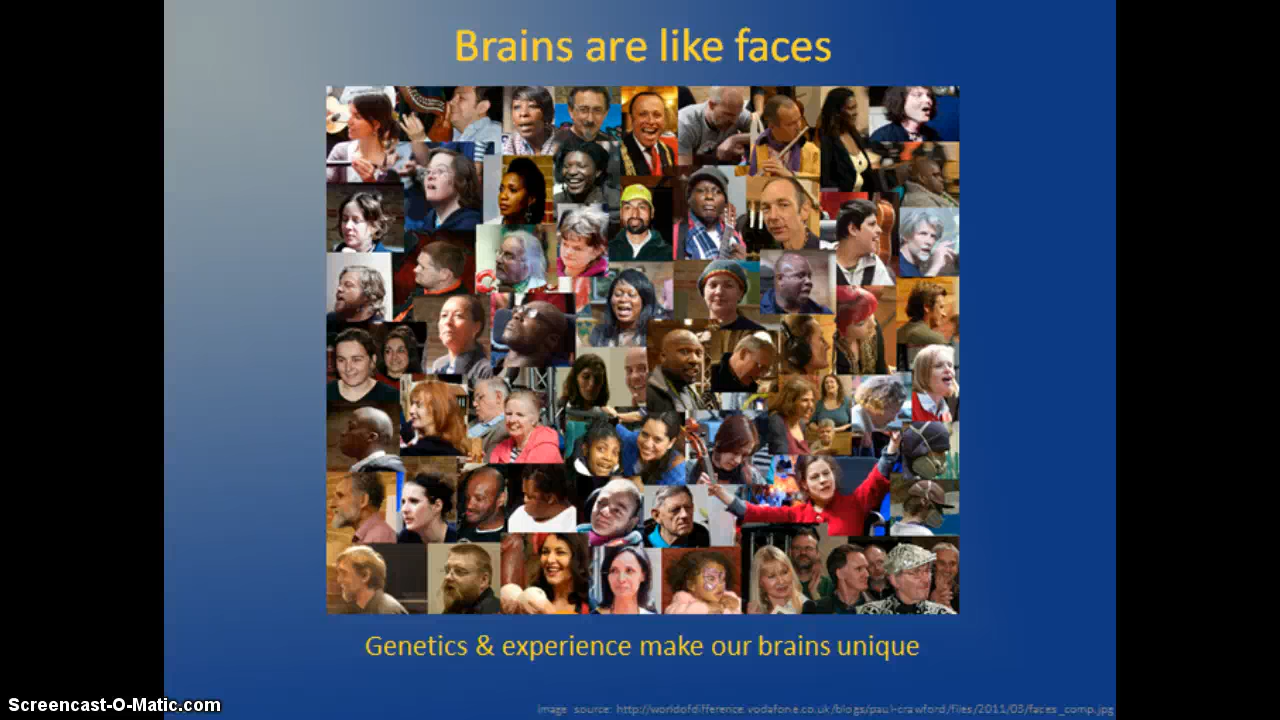 Brains are like faces
Genetics & experience make our brains unique
image source: http://worldofdifference.vodafone.co.uk/blogs/paul-crawford/files/2011/03/faces_comp.jpg
Screencast-O-Matic.com